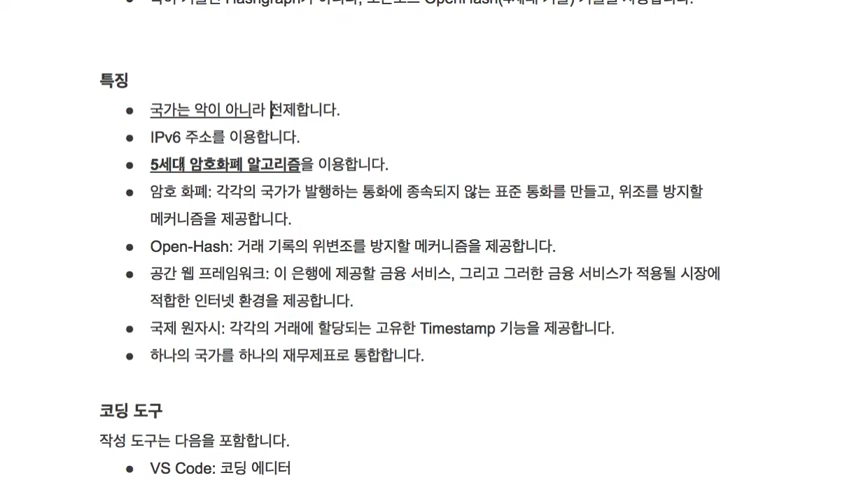 특징
● 국가는 악이 아니라 전제합니다.
● IPv6 주소를 이용합니다.
● 5세대 암호화폐 알고리즘을 이용합니다.
● 암호 화폐: 각각의 국가가 발행하는 통화에 종속되지 않는 표준 통화를 만들고, 위조를 방지할
메커니즘을 제공합니다.
● Open-Hash: 거래 기록의 위변조를 방지할 메커니즘을 제공합니다.
● 공간 웹 프레임워크: 이 은행에 제공할 금융 서비스, 그리고 그러한 금융 서비스가 적용될 시장에
적합한 인터넷 환경을 제공합니다.
● 국제 원자시: 각각의 거래에 할당되는 고유한 Timestamp 기능을 제공합니다.
● 하나의 국가를 하나의 재무제표로 통합합니다.
코딩 도구
작성 도구는 다음을 포함합니다.
● VS Code: 코딩 에디터